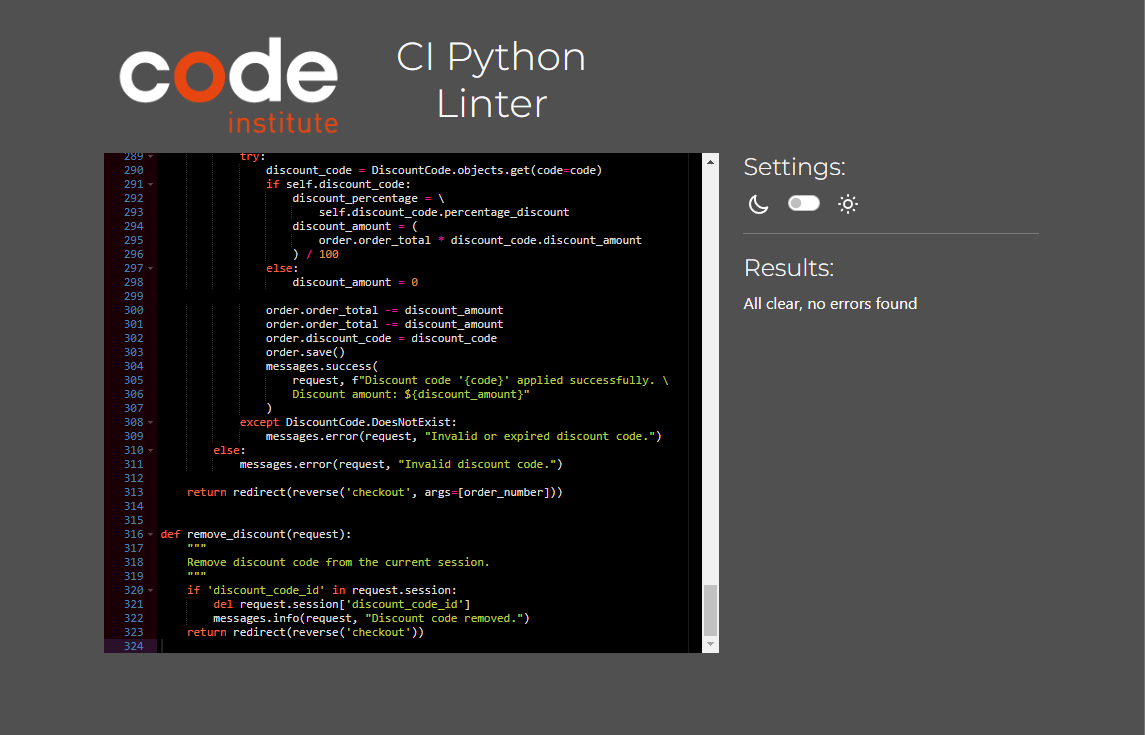 code
institute
CI Python
Linter
289 try:
290 discount_code = DiscountCode.objects.get(code=code)
291 if self.discount_code:
292 discount_percentage = \
293 self.discount_code.percentage_discount
294 discount_amount = (
295 order.order_total * discount_code.discount_amount
296 ) / 100
297 else:
298 discount_amount = 0
299
300 order.order_total -= discount_amount
301 order.order_total -= discount_amount
302 order.discount_code = discount_code
303 order.save()
304 messages.success(
305 request, f"Discount code '{code}' applied successfully. \
306 Discount amount: ${discount_amount}"
307 )
308 except DiscountCode.DoesNotExist:
309 messages.error(request, "Invalid or expired discount code.")
310 else:
311 messages.error(request, "Invalid discount code.")
312
313 return redirect(reverse('checkout', args=[order_number]))
314
315
316 def remove_discount(request):
317 """
318 Remove discount code from the current session.
319 """
320 if 'discount_code_id' in request.session:
321 del request.session['discount_code_id']
322 messages.info(request, "Discount code removed.")
323 return redirect(reverse('checkout'))
324
Settings:
Results:
All clear, no errors found